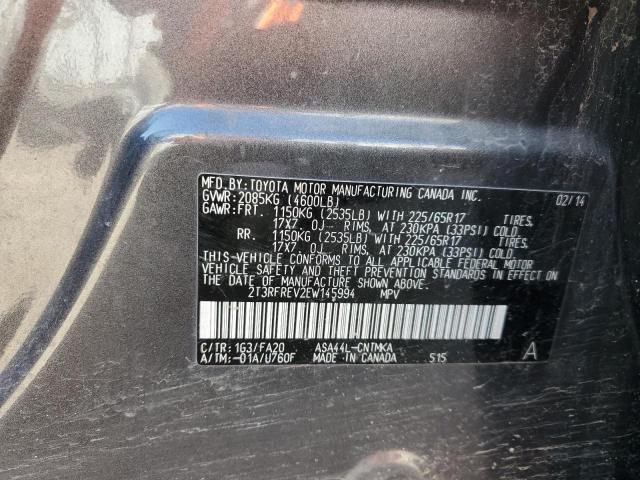 MFD. BY:TOYOTA MOTOR MANUFACTURING CANADA INC. 02/14
GVWR: 2085KG (4600LB)
GAWR: FRT. 1150KG (2535LB) WITH 225/65R17 TIRES,
17X7. 0J-- RIMS, AT 230KPA (33PSI) COLD.
RR. 1150KG (2535LB) WITH 225/65R17 TIRES,
17X7. 0J-- RIMS, AT 230KPA (33PSI) COLD.
THIS VEHICLE CONFORMS TO ALL APPLICABLE FEDERAL MOTOR
VEHICLE SAFETY AND THEFT PREVENTION STANDARDS IN EFFECT ON
THE DATE OF MANUFACTURE SHOWN ABOVE.
2T3RFREV2EW145994 MPV
C/TR: 1G3/FA20 ASA44L-CNTMKA
A/TM: -01A/U760F MADE IN CANADA 515 A